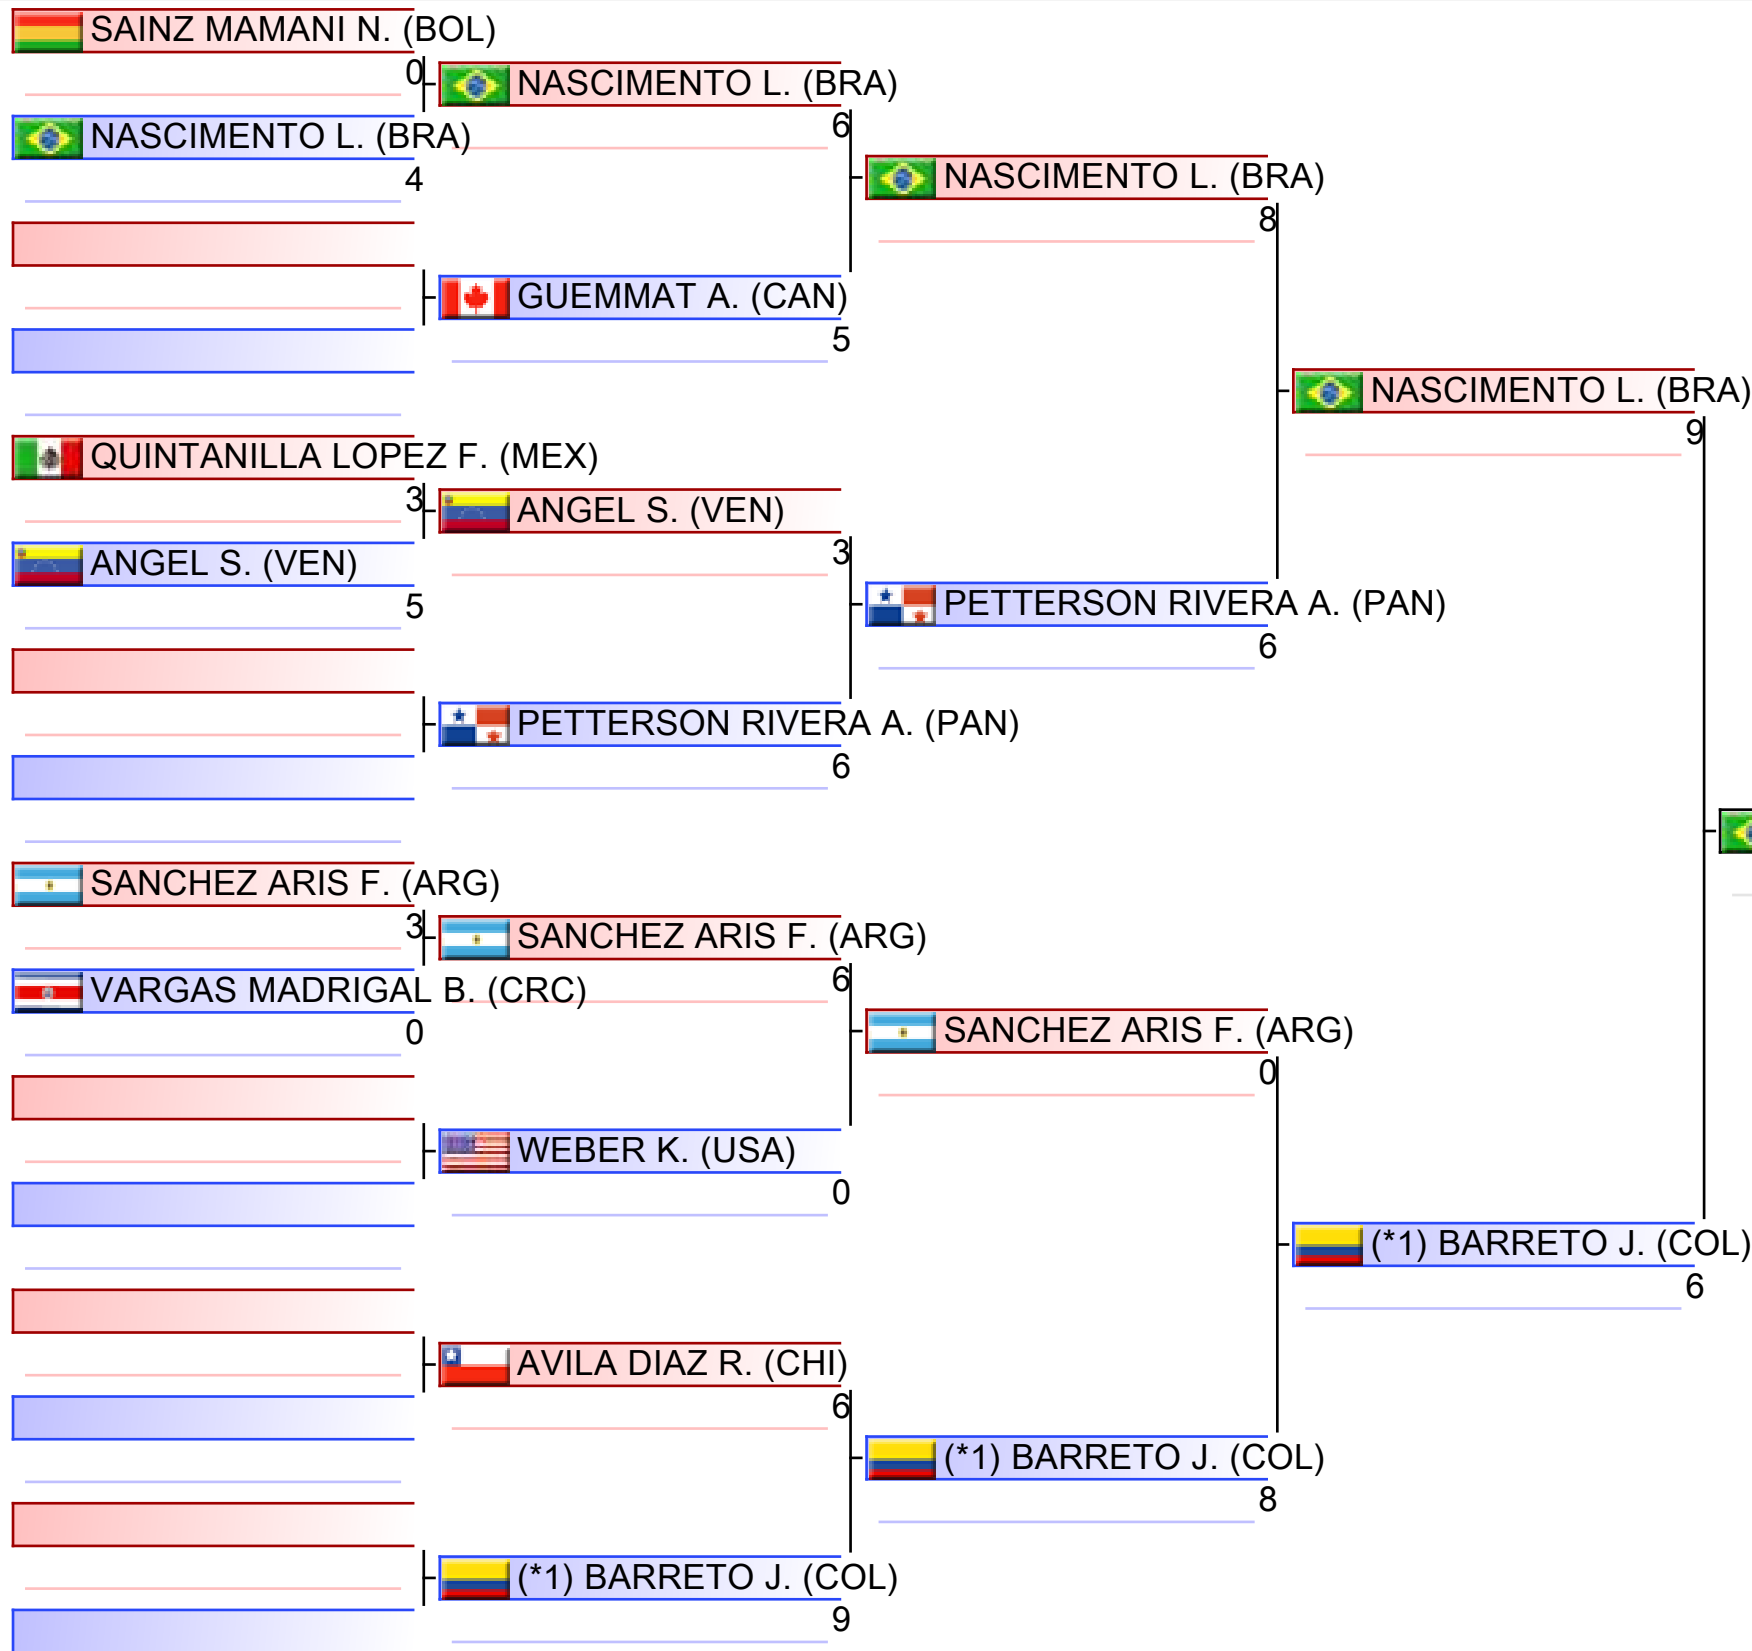 SAINZ MAMANI N. (BOL)
0
NASCIMENTO L. (BRA)
4
QUINTANILLA LOPEZ F. (MEX)
3
ANGEL S. (VEN)
5
SANCHEZ ARIS F. (ARG)
3
VARGAS MADRIGAL B. (CRC)
0
NASCIMENTO L. (BRA)
6
GUEMMAT A. (CAN)
5
ANGEL S. (VEN)
3
PETTERSON RIVERA A. (PAN)
6
SANCHEZ ARIS F. (ARG)
6
WEBER K. (USA)
0
AVILA DIAZ R. (CHI)
6
(*1) BARRETO J. (COL)
9
NASCIMENTO L. (BRA)
8
PETTERSON RIVERA A. (PAN)
6
SANCHEZ ARIS F. (ARG)
0
(*1) BARRETO J. (COL)
8
NASCIMENTO L. (BRA)
9
(*1) BARRETO J. (COL)
6